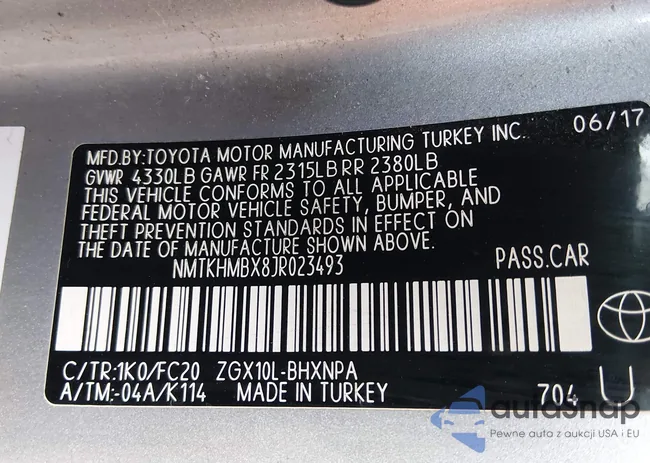 MFD.BY:TOYOTA MOTOR MANUFACTURING TURKEY INC. 06/17
GVWR 4330LB GAWR FR 2315LB RR 2380LB
THIS VEHICLE CONFORMS TO ALL APPLICABLE
FEDERAL MOTOR VEHICLE SAFETY, BUMPER, AND
THEFT PREVENTION STANDARDS IN EFFECT ON
THE DATE OF MANUFACTURE SHOWN ABOVE.
NMTKHMBX8JR023493 PASS.CAR
C/TR:1K0/FC20 ZGX10L-BHXNPA
A/TM:-04A/K114 MADE IN TURKEY 704 U
autasnap
Pewne auta z aukcji USA i EU